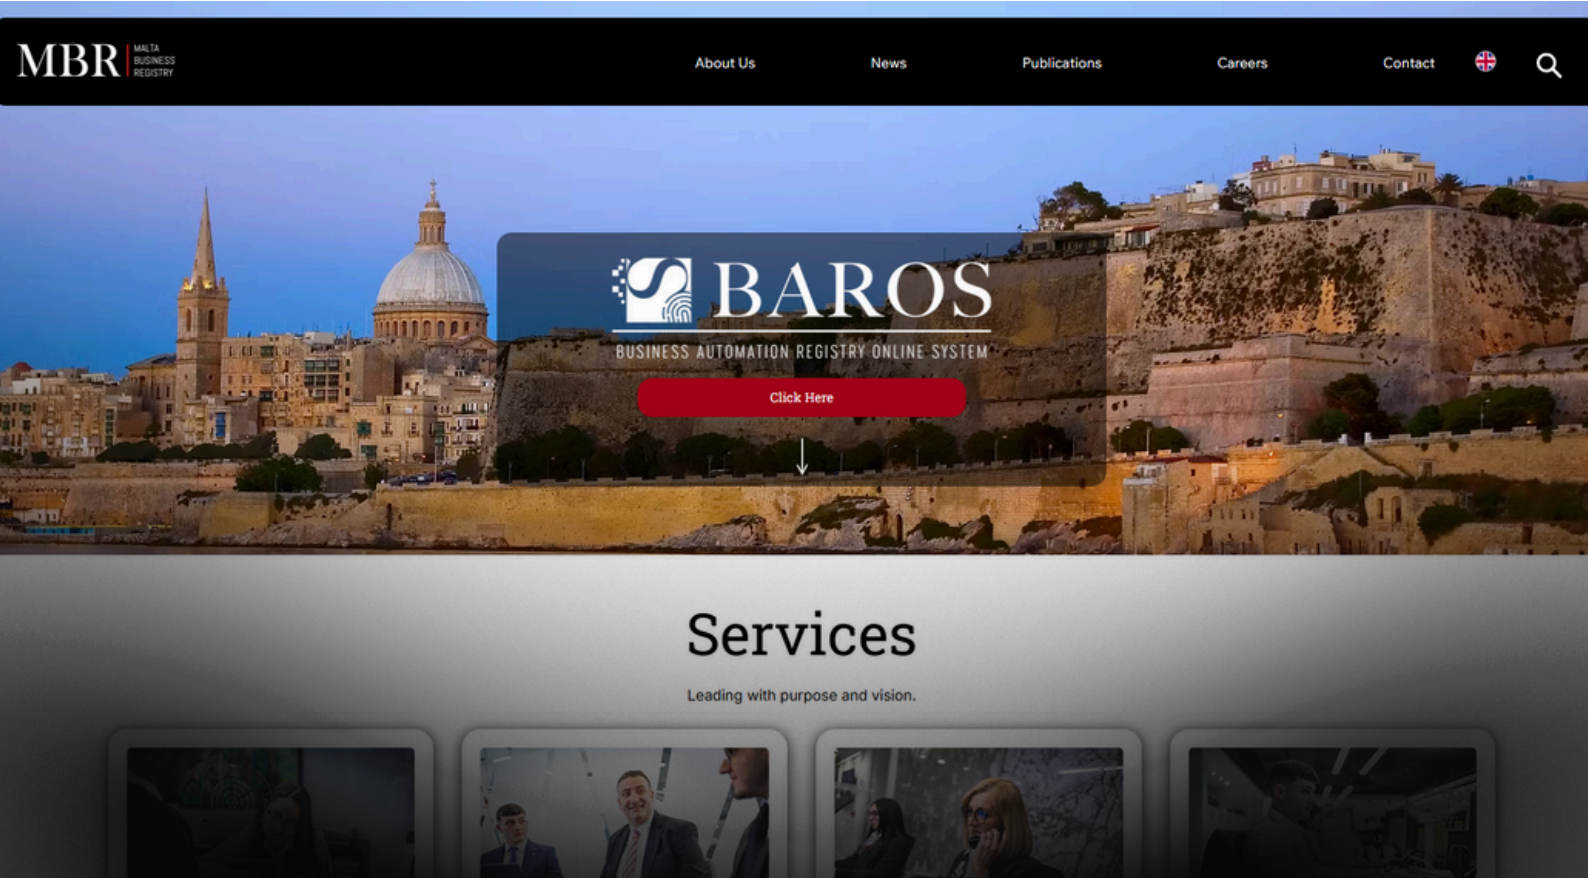 MBR
MALTA
BUSINESS
REGISTRY
About Us
News
Publications
Careers
Contact
BAROS
BUSINESS AUTOMATION REGISTRY ONLINE SYSTEM
Click Here
Services
Leading with purpose and vision.